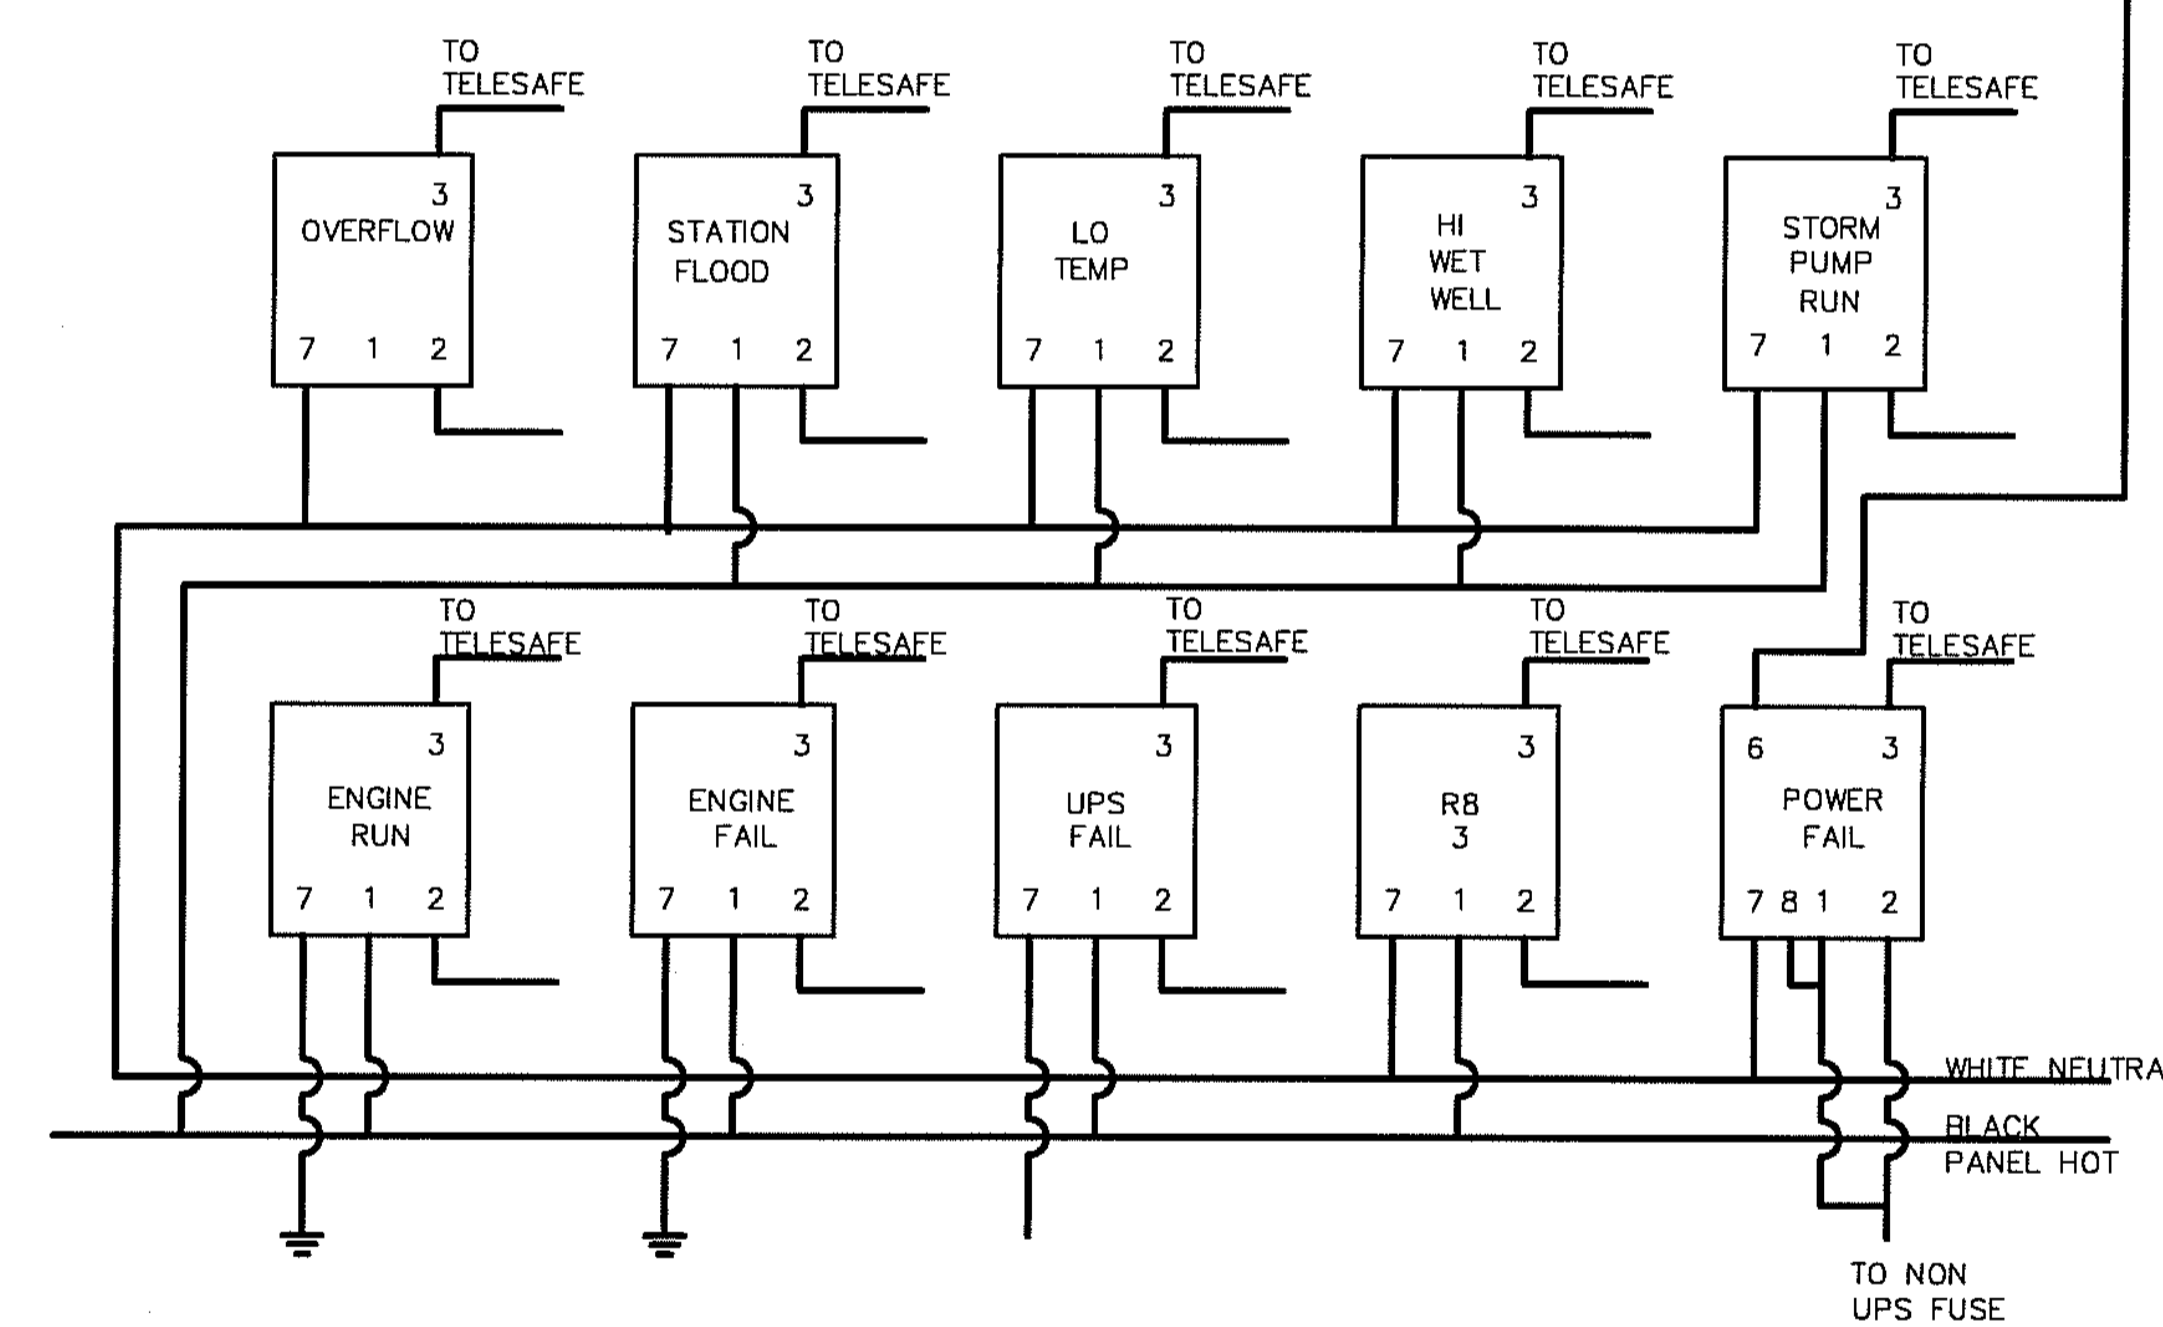 TO
TELESAFE
TO
TELESAFE
TO
TELESAFE
TO
TELESAFE
TO
TELESAFE
3
OVERFLOW
7 1 2
3
STATION
FLOOD
7 1 2
3
LO
TEMP
7 1 2
3
HI
WET
WELL
7 1 2
3
STORM
PUMP
RUN
7 1 2
TO
TELESAFE
TO
TELESAFE
TO
TELESAFE
TO
TELESAFE
TO
TELESAFE
3
ENGINE
RUN
7 1 2
3
ENGINE
FAIL
7 1 2
3
UPS
FAIL
7 1 2
3
R8
3
7 1 2
6 3
POWER
FAIL
7 8 1 2
WHITE NEUTRA
BLACK
PANEL HOT
TO NON
UPS FUSE